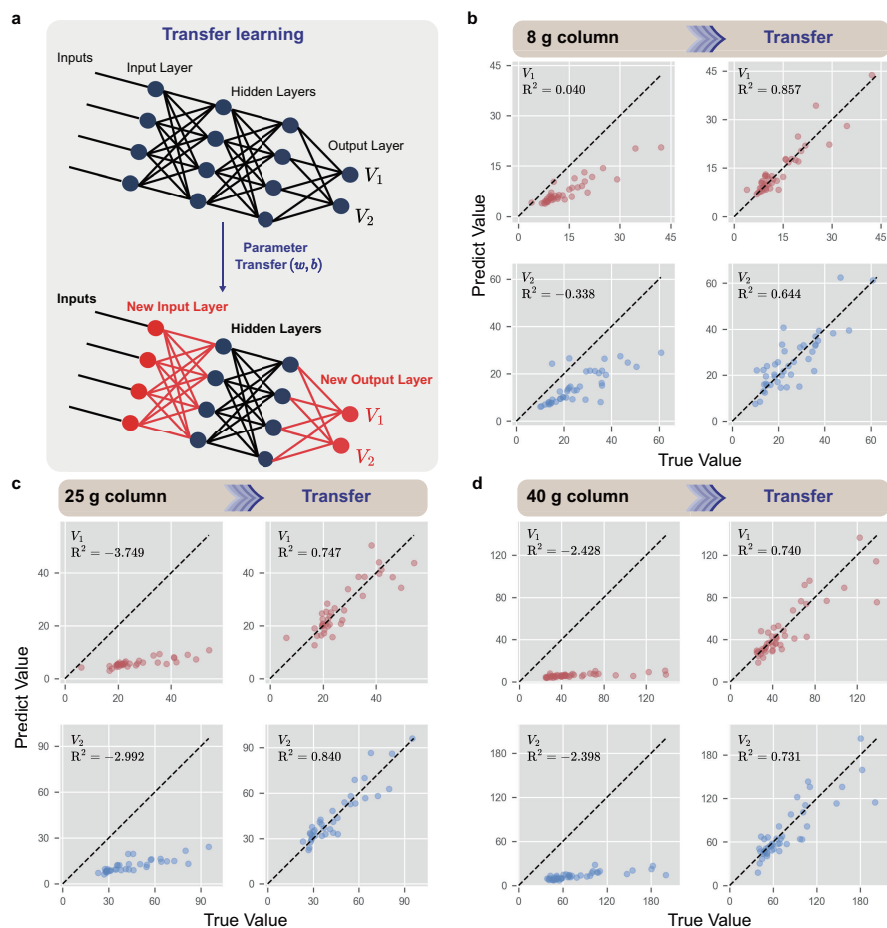 a
Transfer learning
Inputs
Input Layer
Hidden Layers
Output Layer
V₁
V₂
Parameter
Transfer (w, b)
Inputs
New Input Layer
Hidden Layers
New Output Layer
V₁
V₂
b
8 g column
Transfer
V₁
R² = 0.040
45
30
15
0
0 15 30 45
V₁
R² = 0.857
45
30
15
0
0 15 30 45
V₂
R² = −0.338
60
40
20
0
0 20 40 60
V₂
R² = 0.644
60
40
20
0
0 20 40 60
Predict Value
True Value
c
25 g column
Transfer
V₁
R² = −3.749
40
20
0
0 20 40
V₁
R² = 0.747
40
20
0
0 20 40
V₂
R² = −2.992
90
60
30
0
0 30 60 90
V₂
R² = 0.840
90
60
30
0
0 30 60 90
Predict Value
True Value
d
40 g column
Transfer
V₁
R² = −2.428
120
80
40
0
0 40 80 120
V₁
R² = 0.740
120
80
40
0
0 40 80 120
V₂
R² = −2.398
180
120
60
0
0 60 120 180
V₂
R² = 0.731
180
120
60
0
0 60 120 180
True Value